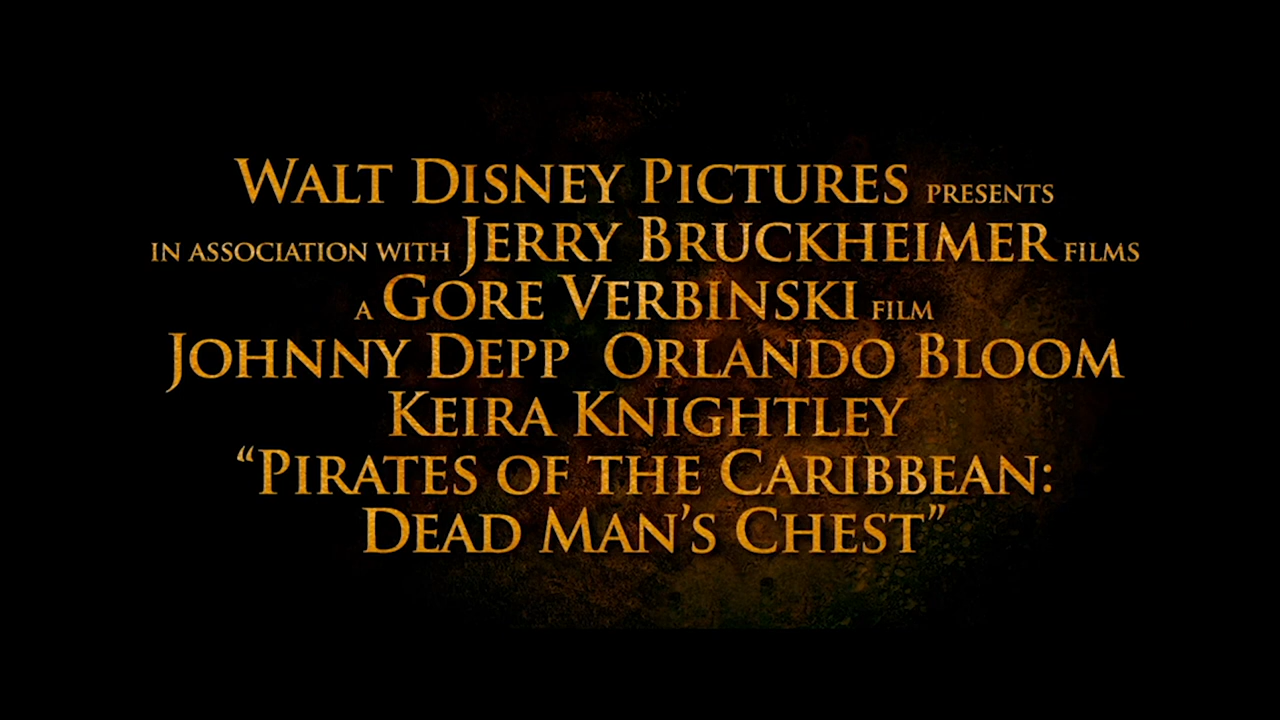 WALT DISNEY PICTURES PRESENTS
IN ASSOCIATION WITH JERRY BRUCKHEIMER FILMS
A GORE VERBINSKI FILM
JOHNNY DEPP ORLANDO BLOOM
KEIRA KNIGHTLEY
“PIRATES OF THE CARIBBEAN:
DEAD MAN’S CHEST”